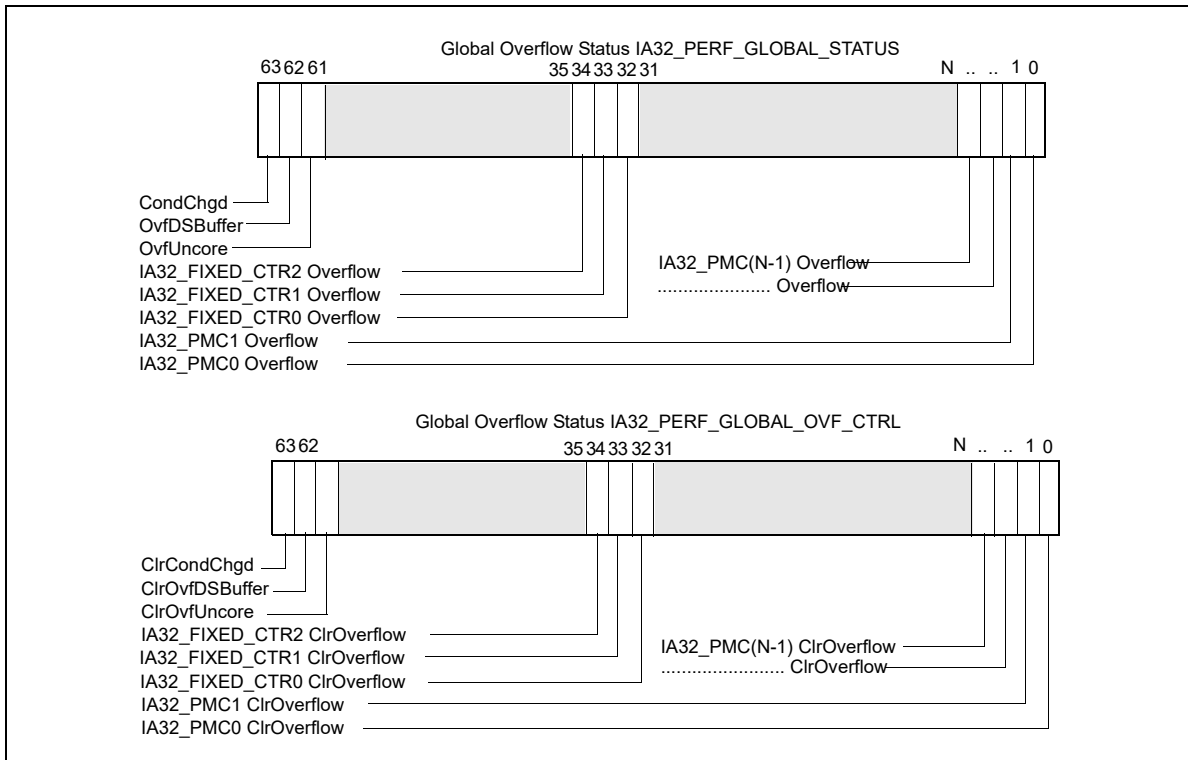 Global Overflow Status IA32_PERF_GLOBAL_STATUS
63 62 61 35 34 33 32 31 N .. .. 1 0
CondChgd
OvfDSBuffer
OvfUncore
IA32_FIXED_CTR2 Overflow
IA32_FIXED_CTR1 Overflow
IA32_FIXED_CTR0 Overflow
IA32_PMC1 Overflow
IA32_PMC0 Overflow
IA32_PMC(N-1) Overflow
...................... Overflow
Global Overflow Status IA32_PERF_GLOBAL_OVF_CTRL
63 62 35 34 33 32 31 N .. .. 1 0
ClrCondChgd
ClrOvfDSBuffer
ClrOvfUncore
IA32_FIXED_CTR2 ClrOverflow
IA32_FIXED_CTR1 ClrOverflow
IA32_FIXED_CTR0 ClrOverflow
IA32_PMC1 ClrOverflow
IA32_PMC0 ClrOverflow
IA32_PMC(N-1) ClrOverflow
........................ ClrOverflow